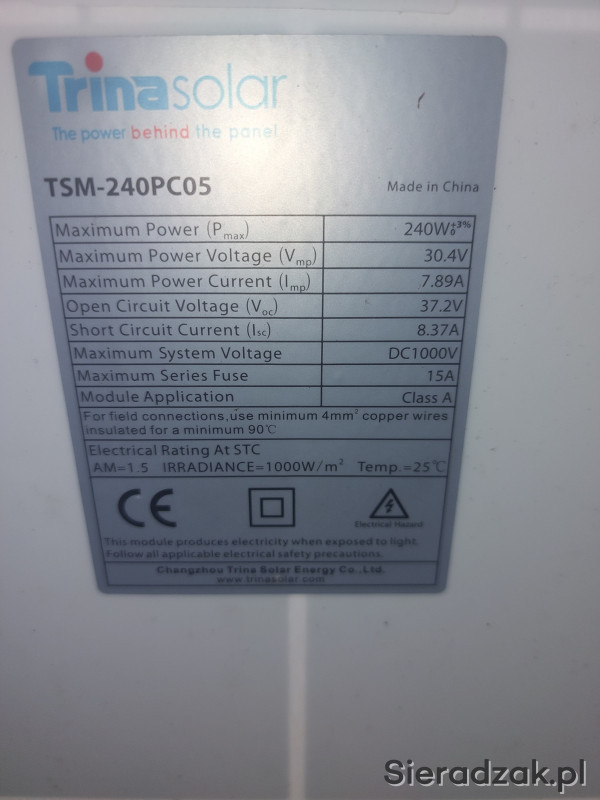 Trinasolar
The power behind the panel
TSM-240PC05 Made in China
Maximum Power (Pmax) 240W+3%0
Maximum Power Voltage (Vmp) 30.4V
Maximum Power Current (Imp) 7.89A
Open Circuit Voltage (Voc) 37.2V
Short Circuit Current (Isc) 8.37A
Maximum System Voltage DC1000V
Maximum Series Fuse 15A
Module Application Class A
For field connections,use minimum 4mm² copper wires
insulated for a minimum 90℃
Electrical Rating At STC
AM=1.5 IRRADIANCE=1000W/m² Temp.=25℃
CE
Electrical Hazard
This module produces electricity when exposed to light.
Follow all applicable electrical safety precautions.
Changzhou Trina Solar Energy Co.,Ltd.
www.trinasolar.com
Sieradzak.pl